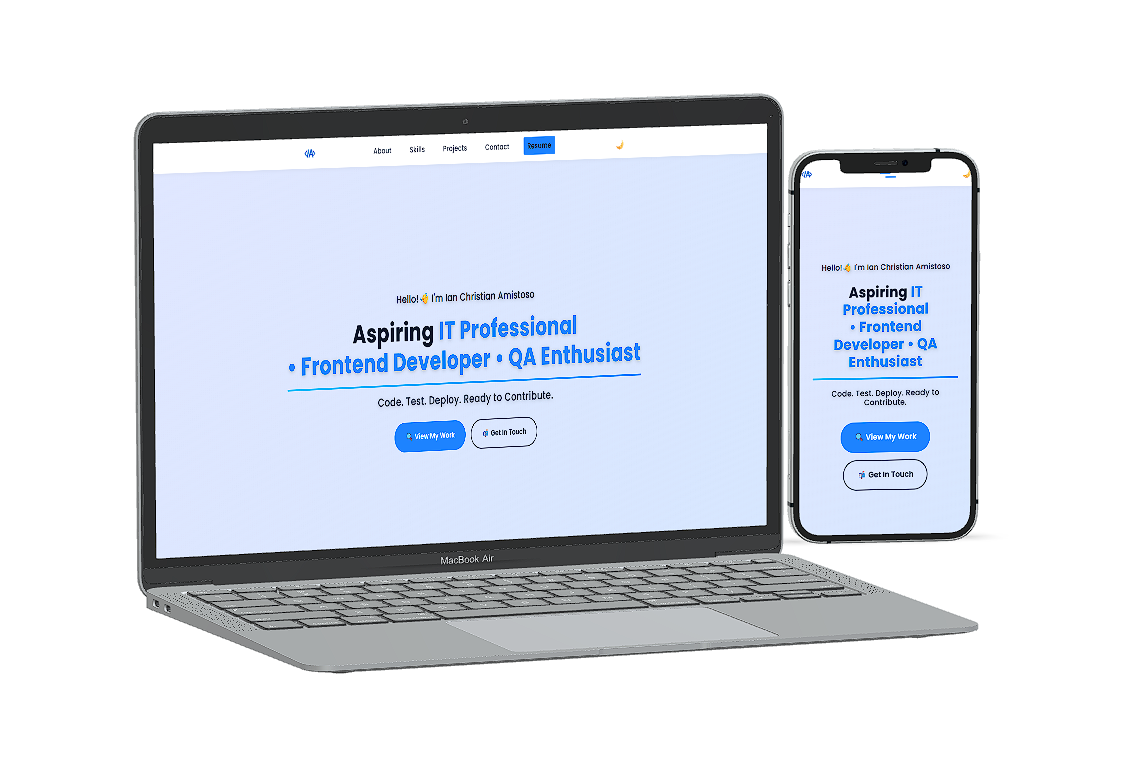 About Skills Projects Contact Resume
Hello! I'm Ian Christian Amistoso
Aspiring IT Professional
• Frontend Developer • QA Enthusiast
Code. Test. Deploy. Ready to Contribute.
View My Work Get In Touch
MacBook Air
Hello! I'm Ian Christian Amistoso
Aspiring IT
Professional
• Frontend
Developer • QA
Enthusiast
Code. Test. Deploy. Ready to
Contribute.
View My Work
Get In Touch